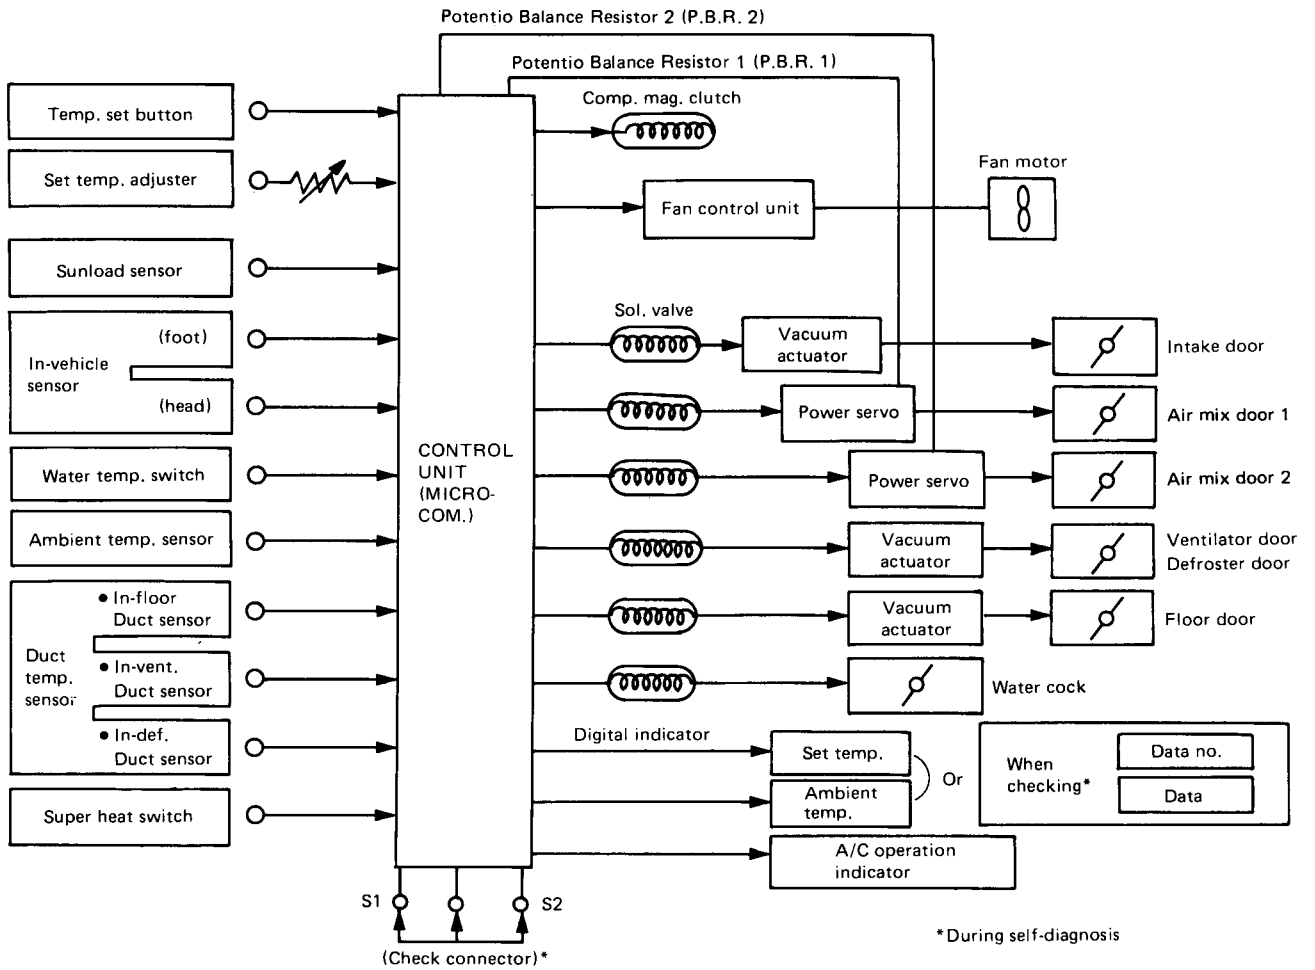 Potentio Balance Resistor 2 (P.B.R. 2)
Potentio Balance Resistor 1 (P.B.R. 1)
Comp. mag. clutch
Temp. set button
Set temp. adjuster
Fan motor
Fan control unit
Sunload sensor
(foot)
In-vehicle
sensor
(head)
Sol. valve
Vacuum
actuator
Intake door
Power servo
Air mix door 1
CONTROL
UNIT
(MICRO-
COM.)
Water temp. switch
Power servo
Air mix door 2
Ambient temp. sensor
Vacuum
actuator
Ventilator door
Defroster door
● In-floor
Duct sensor
Duct
temp.
sensor
● In-vent.
Duct sensor
● In-def.
Duct sensor
Vacuum
actuator
Floor door
Water cock
Digital indicator
Set temp.
Ambient
temp.
Or
When
checking*
Data no.
Data
Super heat switch
A/C operation
indicator
S1
S2
(Check connector)*
*During self-diagnosis